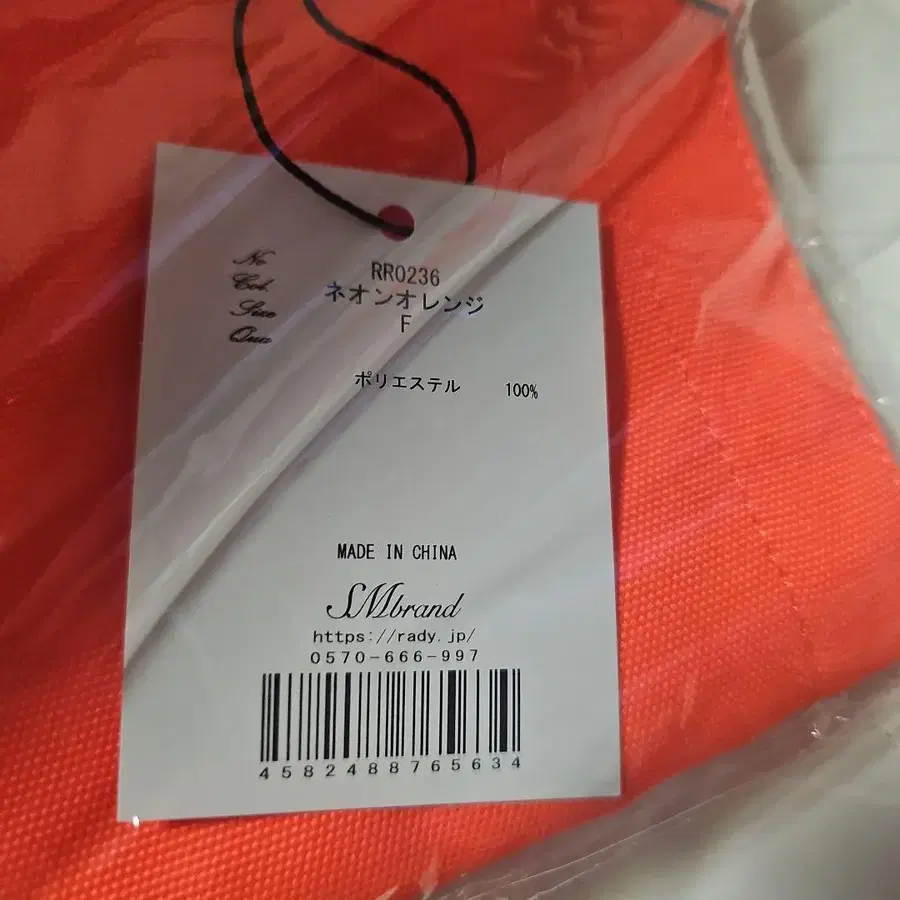 No RR0236
Col. ネオンオレンジ
Size F
Qua
ポリエステル 100%
MADE IN CHINA
SMbrand
https://rady.jp/
0570-666-997
4582488765634